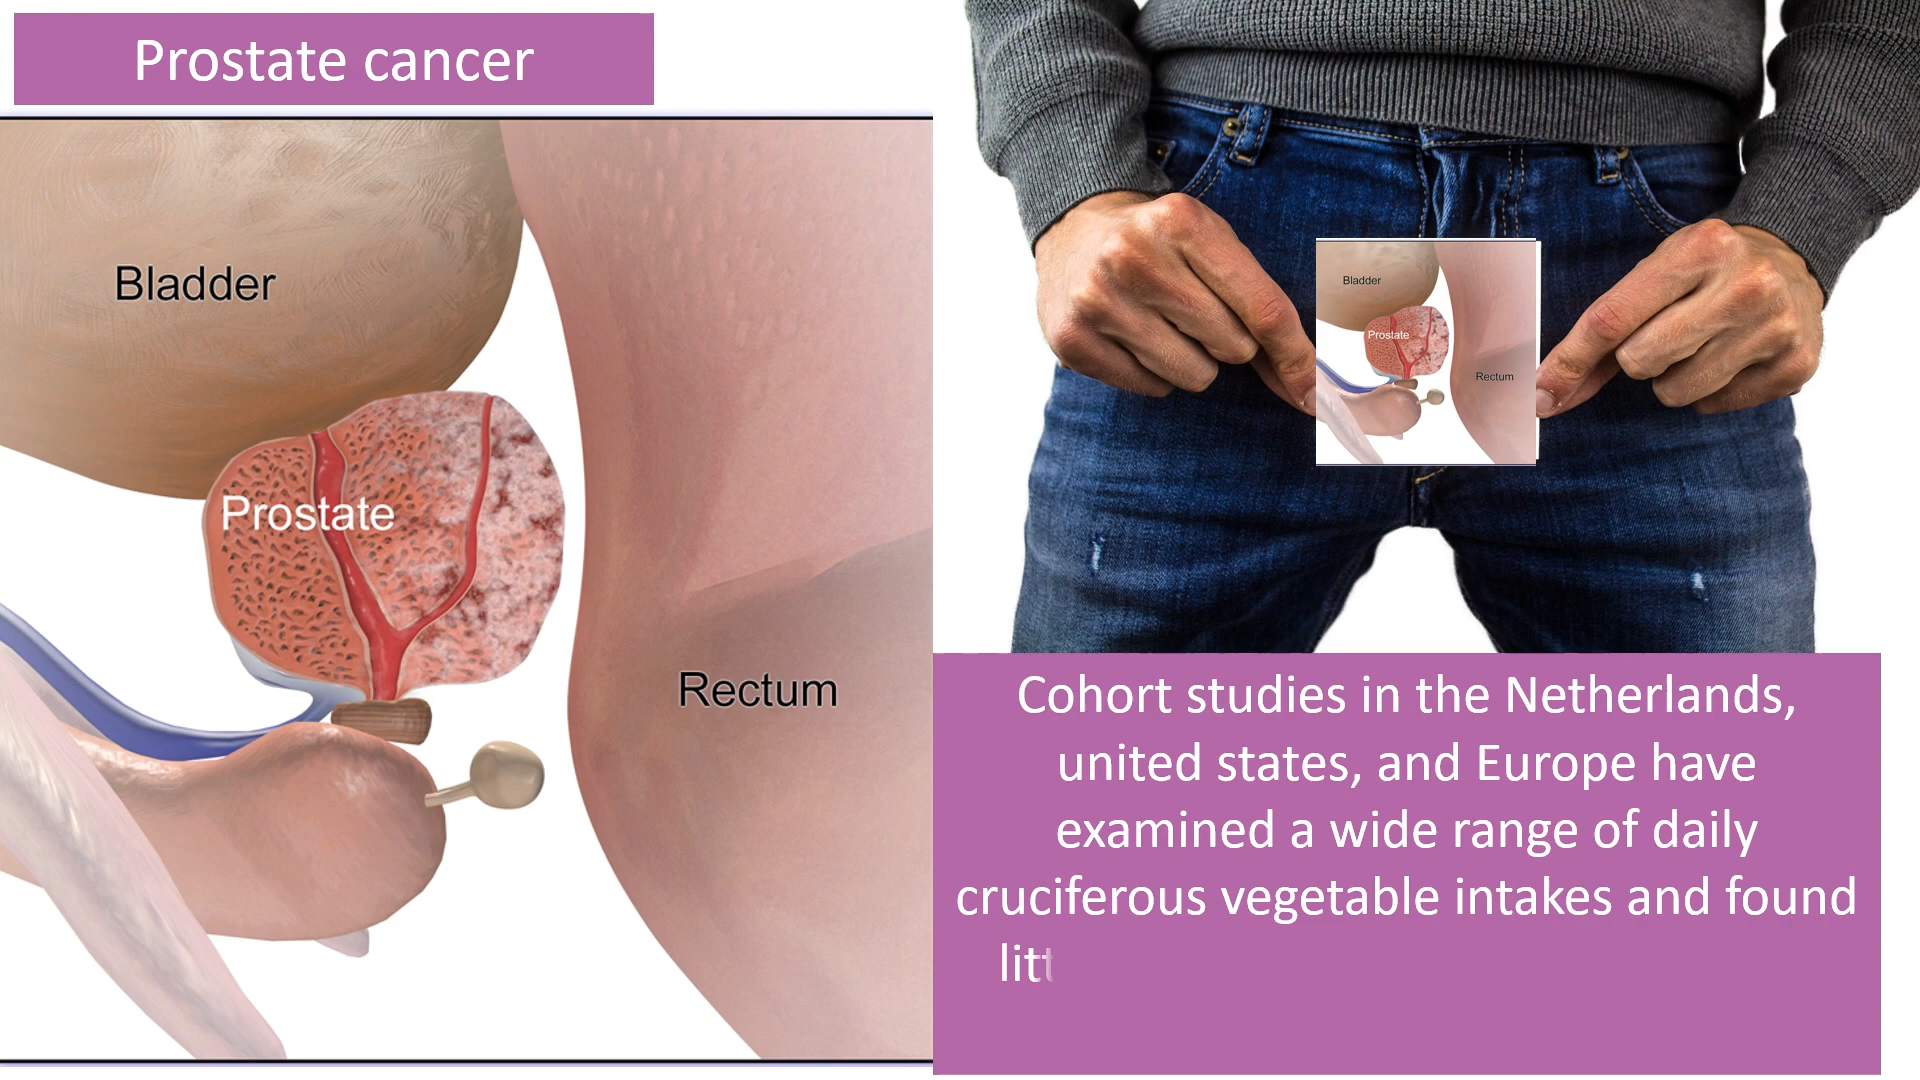 Prostate cancer
Bladder
Prostate
Rectum
Bladder
Prostate
Rectum
Cohort studies in the Netherlands,
united states, and Europe have
examined a wide range of daily
cruciferous vegetable intakes and found
litt